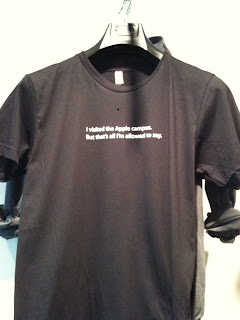 I visited the Apple campus.
But that's all I'm allowed to say.